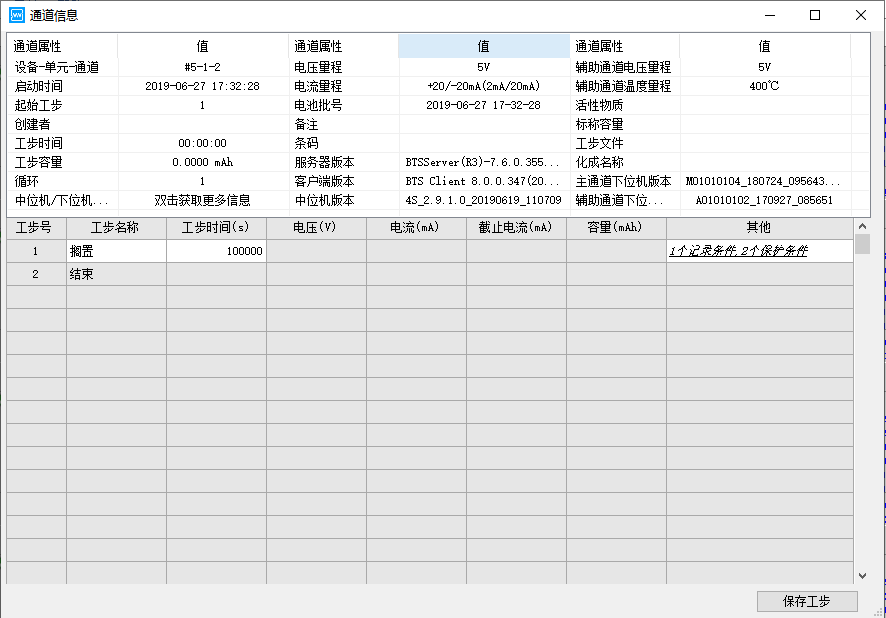 通道信息
通道属性 值 通道属性 值 通道属性 值
设备-单元-通道 #5-1-2 电压量程 5V 辅助通道电压量程 5V
启动时间 2019-06-27 17:32:28 电流量程 +20/-20mA(2mA/20mA) 辅助通道温度量程 400℃
起始工步 1 电池批号 2019-06-27 17-32-28 活性物质
创建者 备注 标称容量
工步时间 00:00:00 条码 工步文件
工步容量 0.0000 mAh 服务器版本 BTSServer(R3)-7.6.0.355... 化成名称
循环 1 客户端版本 BTS Client 8.0.0.347(20... 主通道下位机版本 M01010104_180724_095643...
中位机/下位机... 双击获取更多信息 中位机版本 4S_2.9.1.0_20190619_110709 辅助通道下位... A01010102_170927_085651
工步号 工步名称 工步时间(s) 电压(V) 电流(mA) 截止电流(mA) 容量(mAh) 其他
1 搁置 100000 1个记录条件,2个保护条件
2 结束
保存工步